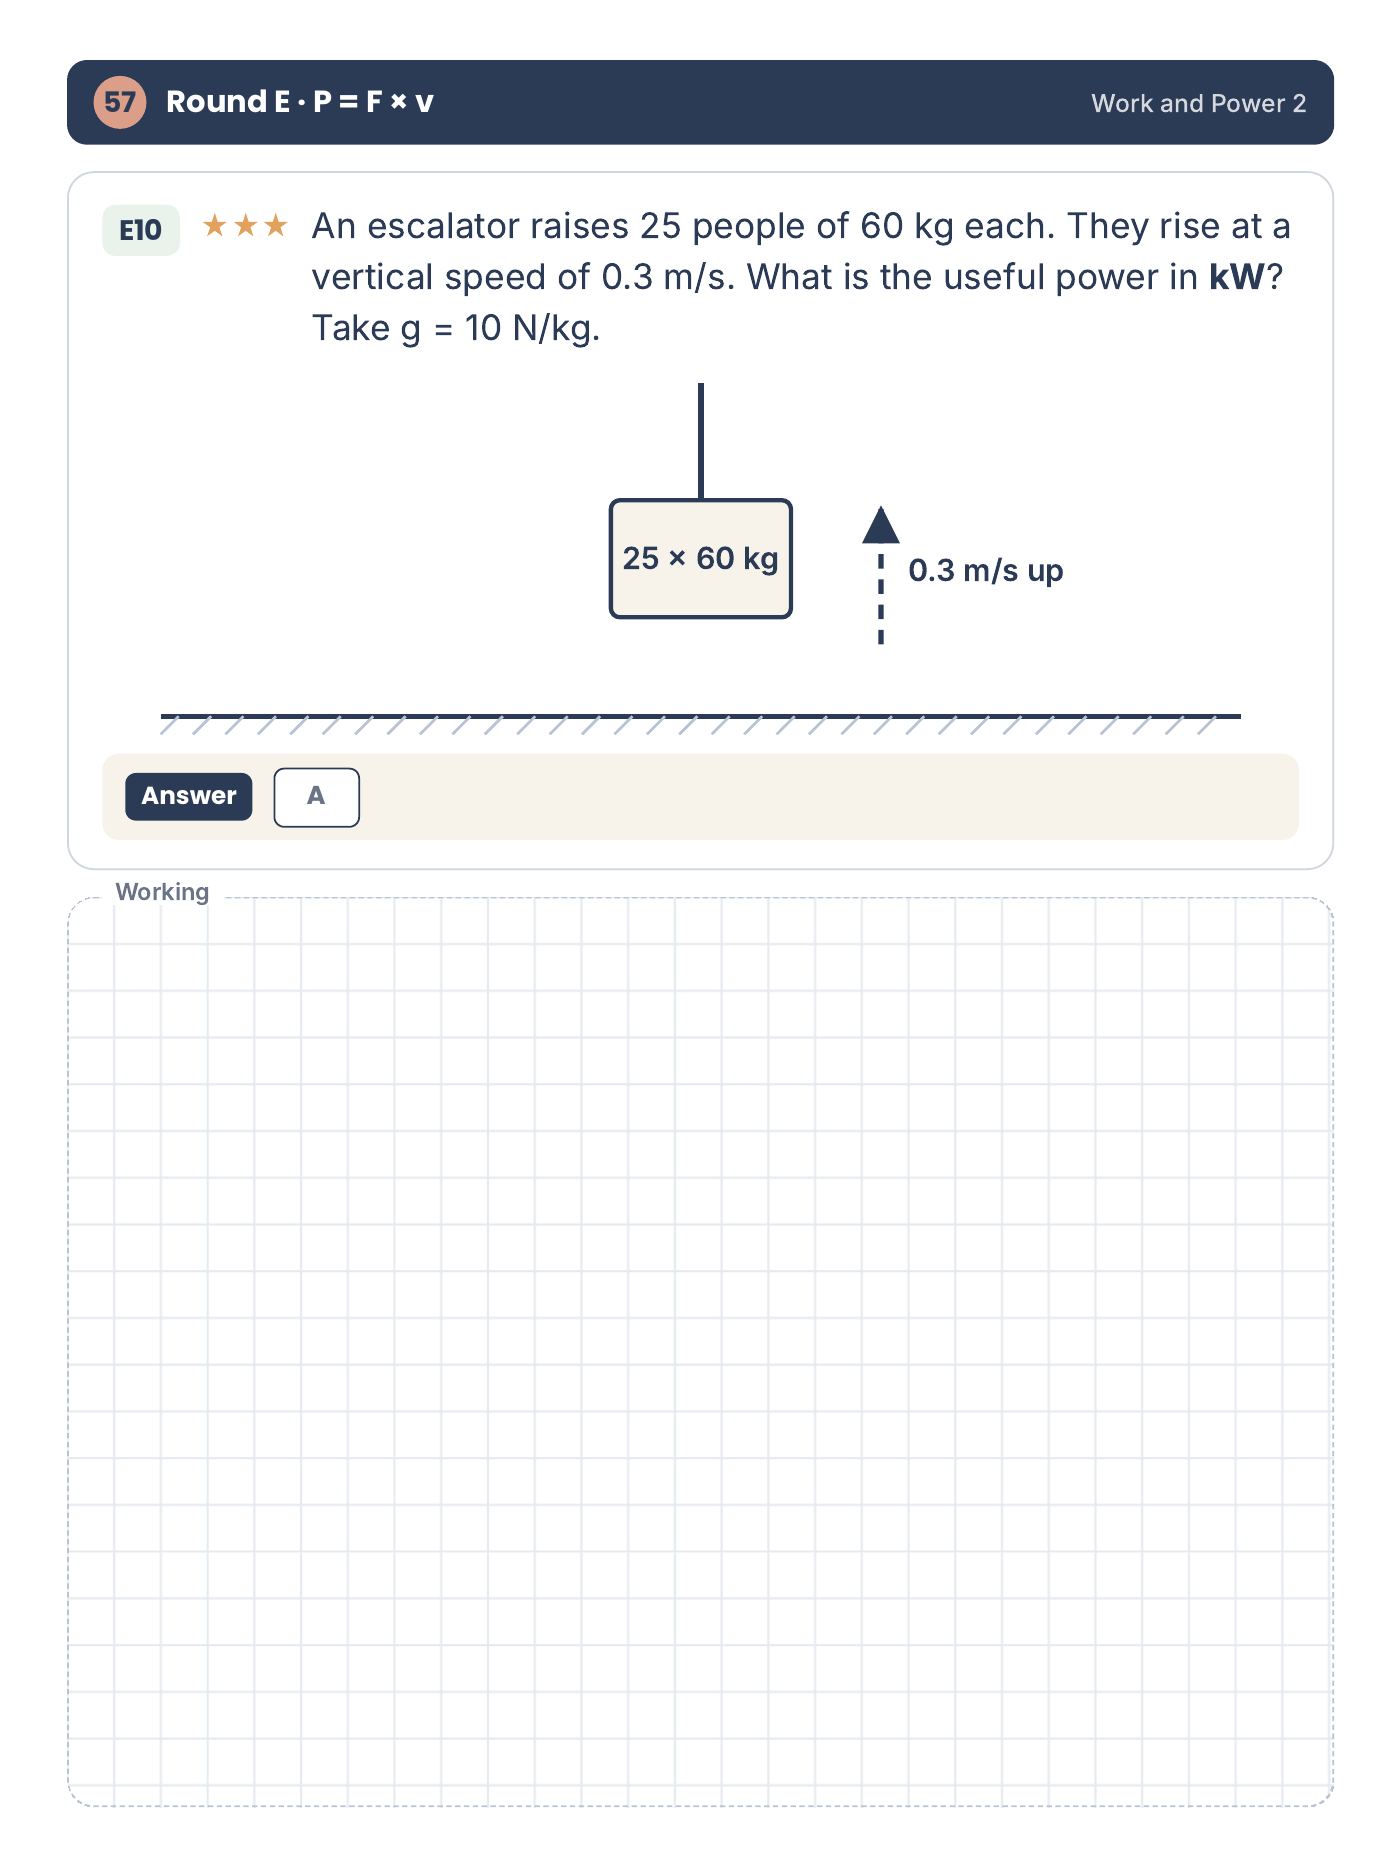 57 Round E · P = F × v Work and Power 2
E10 ★★★ An escalator raises 25 people of 60 kg each. They rise at a
vertical speed of 0.3 m/s. What is the useful power in kW?
Take g = 10 N/kg.
25 × 60 kg
0.3 m/s up
Answer A
Working